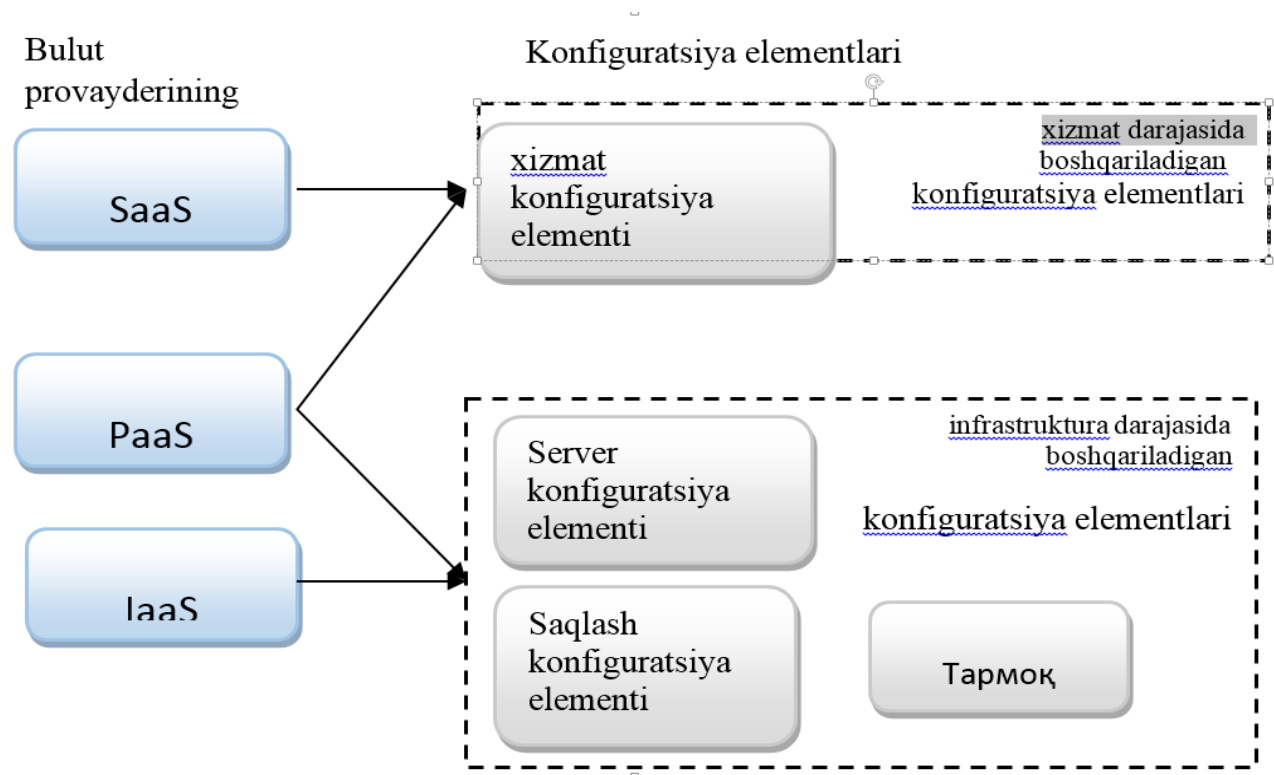 Bulut
provayderining
Konfiguratsiya elementlari
SaaS
xizmat
konfiguratsiya
elementi
xizmat darajasida
boshqariladigan
konfiguratsiya elementlari
PaaS
IaaS
Server
konfiguratsiya
elementi
infrastruktura darajasida
boshqariladigan
konfiguratsiya elementlari
Saqlash
konfiguratsiya
elementi
Тармоқ